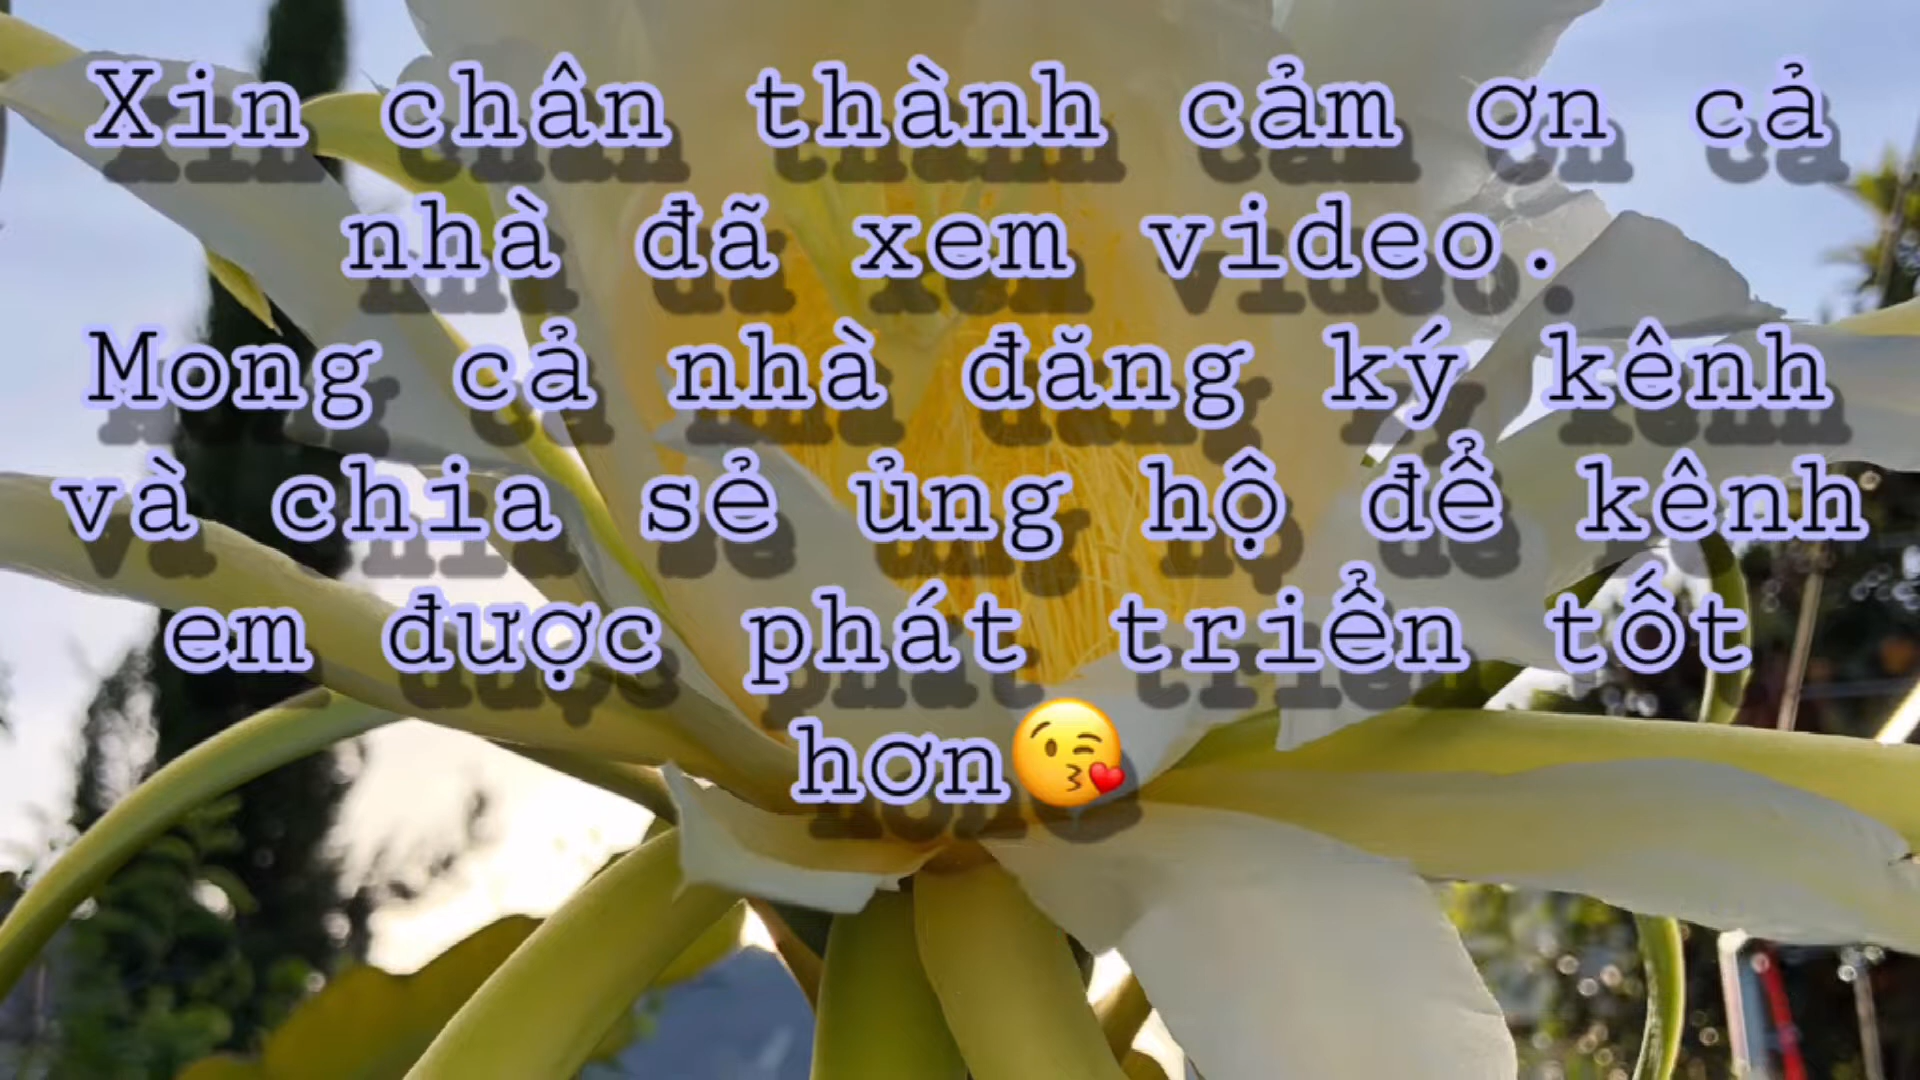 Xin chân thành cảm ơn cả
nhà đã xem video.
Mong cả nhà đăng ký kênh
và chia sẻ ủng hộ để kênh
em được phát triển tốt
hơn😘